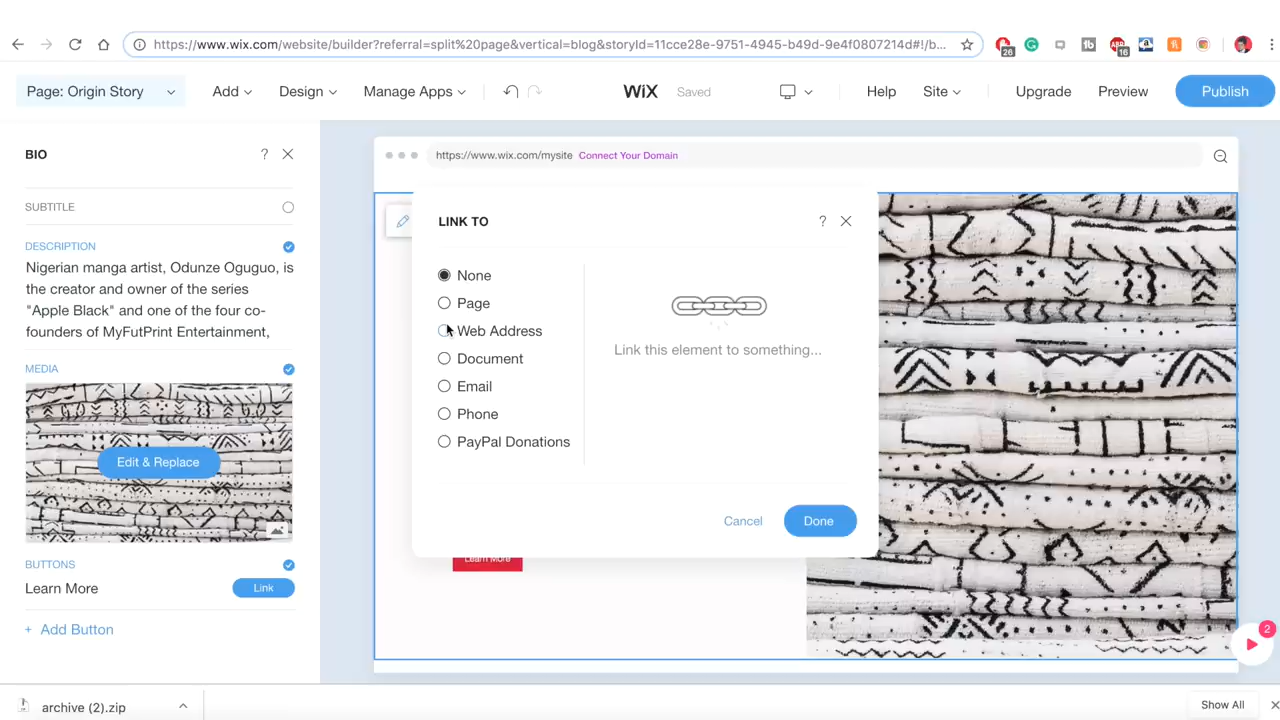 https://www.wix.com/website/builder?referral=split%20page&vertical=blog&storyId=11cce28e-9751-4945-b49d-9e4f0807214d#!/b...
26
16
Page: Origin Story
Add
Design
Manage Apps
WiX
Saved
Help
Site
Upgrade
Preview
Publish
BIO
?
https://www.wix.com/mysite Connect Your Domain
SUBTITLE
DESCRIPTION
Nigerian manga artist, Odunze Oguguo, is
the creator and owner of the series
"Apple Black" and one of the four co-
founders of MyFutPrint Entertainment,
MEDIA
Edit & Replace
BUTTONS
Learn More
Link
+ Add Button
LINK TO
?
None
Page
Web Address
Document
Email
Phone
PayPal Donations
Link this element to something...
Cancel
Done
Learn More
2
archive (2).zip
Show All